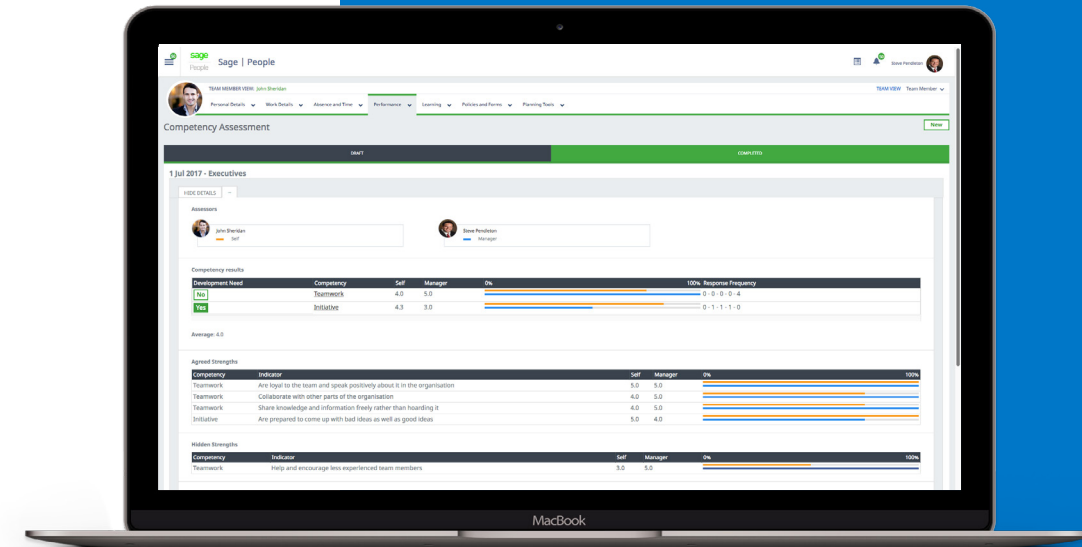 sage
People
Sage | People
Steve Pendleton
TEAM MEMBER VIEW: John Sheridan
TEAM VIEW Team Member
Personal Details Work Details Absence and Time Performance Learning Policies and Forms Planning Tools
Competency Assessment
New
DRAFT COMPLETED
1 Jul 2017 - Executives
HIDE DETAILS
Assessors
John Sheridan
Self
Steve Pendleton
Manager
Competency results
Development Need Competency Self Manager 0% 100% Response Frequency
No Teamwork 4.0 5.0 0 - 0 - 0 - 0 - 4
Yes Initiative 4.3 3.0 0 - 1 - 1 - 1 - 0
Average: 4.0
Agreed Strengths
Competency Indicator Self Manager 0% 100%
Teamwork Are loyal to the team and speak positively about it in the organisation 5.0 5.0
Teamwork Collaborate with other parts of the organisation 4.0 5.0
Teamwork Share knowledge and information freely rather than hoarding it 4.0 5.0
Initiative Are prepared to come up with bad ideas as well as good ideas 5.0 4.0
Hidden Strengths
Competency Indicator Self Manager 0% 100%
Teamwork Help and encourage less experienced team members 3.0 5.0
MacBook